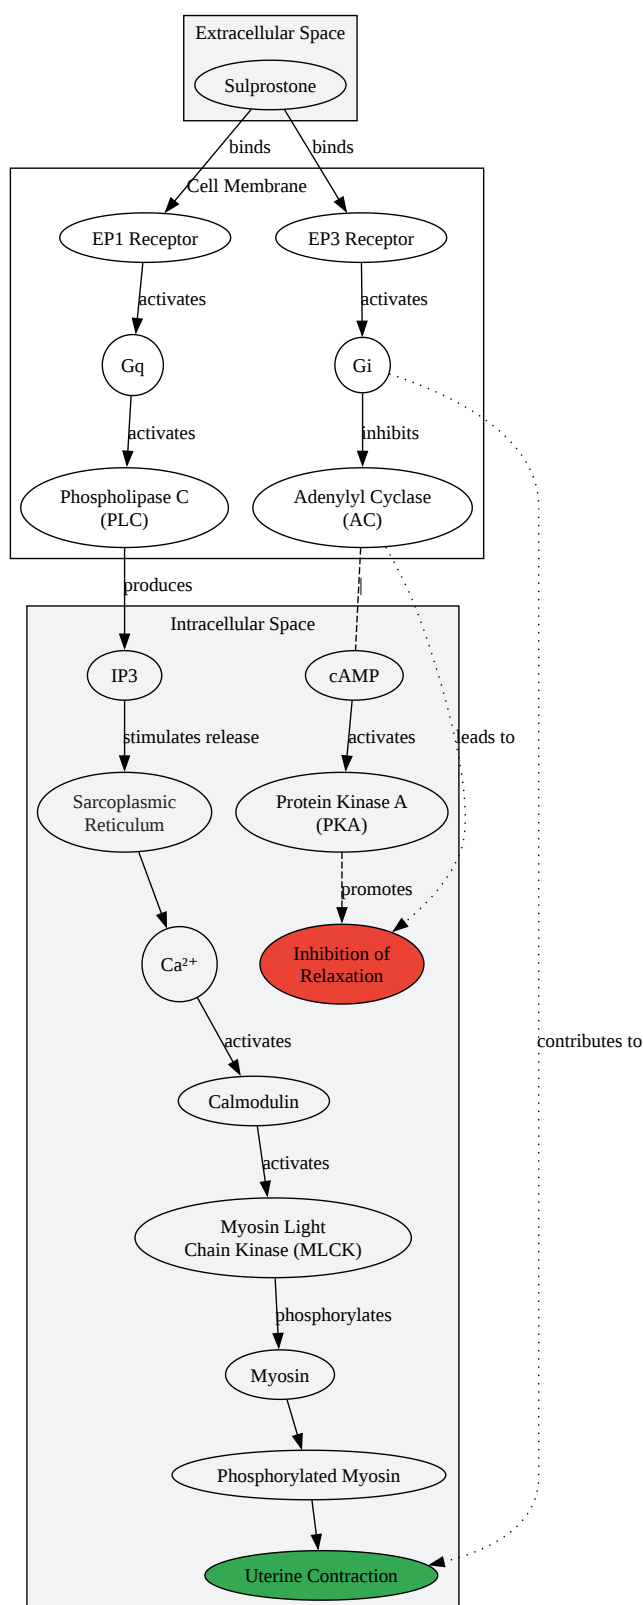 Extracellular Space
Sulprostone
binds
binds
Cell Membrane
EP1 Receptor
EP3 Receptor
activates
activates
Gq
Gi
activates
inhibits
Phospholipase C
(PLC)
Adenylyl Cyclase
(AC)
produces
|
Intracellular Space
IP3
cAMP
stimulates release
activates
leads to
Sarcoplasmic
Reticulum
Protein Kinase A
(PKA)
promotes
Ca²⁺
Inhibition of
Relaxation
activates
contributes to
Calmodulin
activates
Myosin Light
Chain Kinase (MLCK)
phosphorylates
Myosin
Phosphorylated Myosin
Uterine Contraction